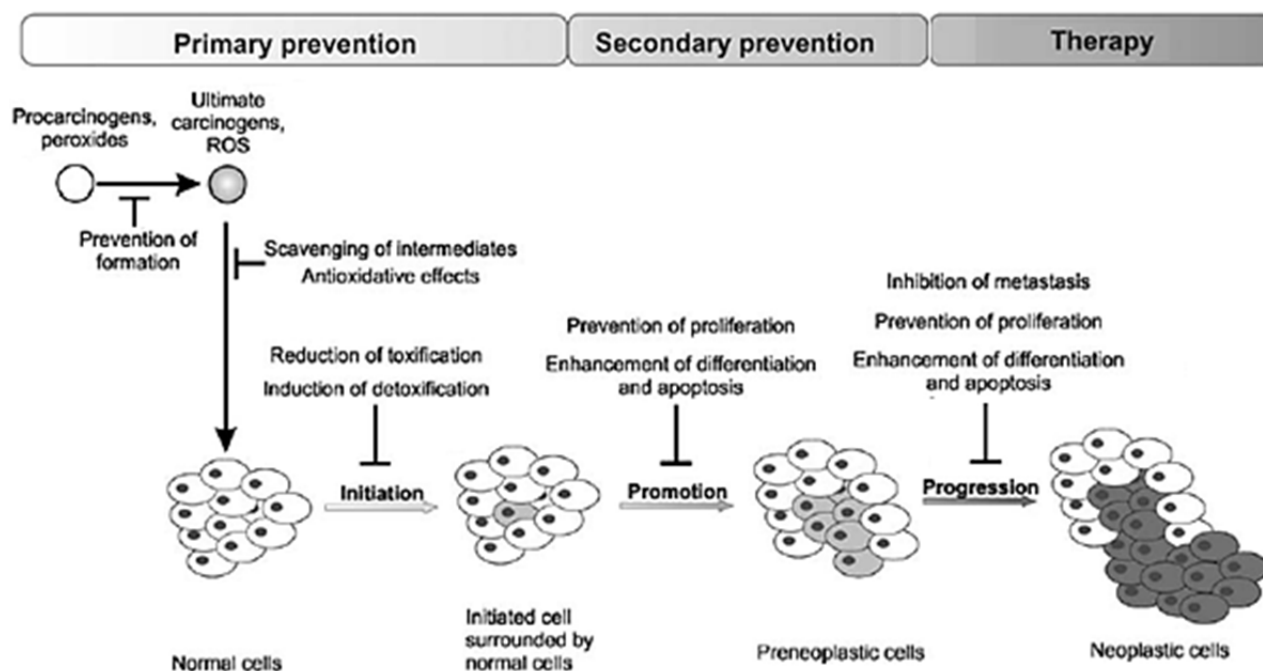 Primary prevention
Secondary prevention
Therapy
Procarcinogens,
peroxides
Ultimate
carcinogens,
ROS
Prevention of
formation
Scavenging of intermediates
Antioxidative effects
Reduction of toxification
Induction of detoxification
Prevention of proliferation
Enhancement of differentiation
and apoptosis
Inhibition of metastasis
Prevention of proliferation
Enhancement of differentiation
and apoptosis
Initiation
Promotion
Progression
Normal cells
Initiated cell
surrounded by
normal cells
Preneoplastic cells
Neoplastic cells